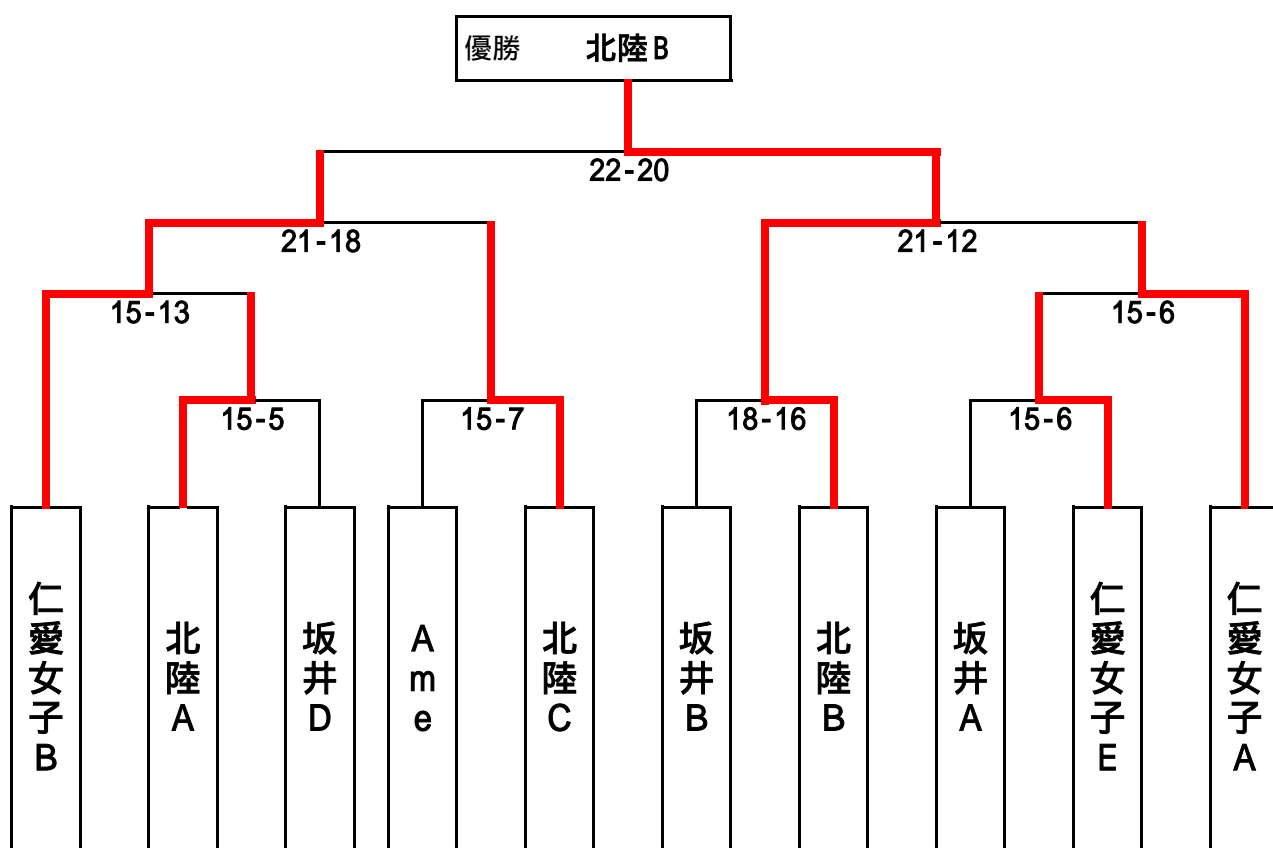 優勝 北陸B
22-20
21-18
21-12
15-13
15-6
15-5
15-7
18-16
15-6
仁愛女子B
北陸A
坂井D
Ame
北陸C
坂井B
北陸B
坂井A
仁愛女子E
仁愛女子A